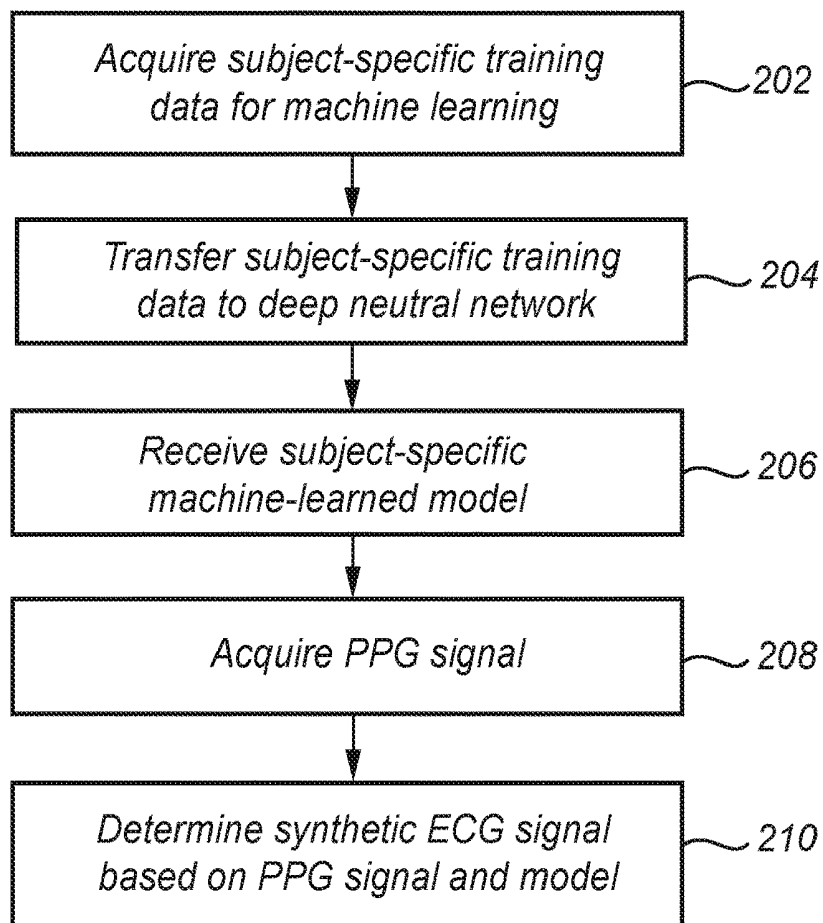 Acquire subject-specific training
data for machine learning
202
Transfer subject-specific training
data to deep neutral network
204
Receive subject-specific
machine-learned model
206
Acquire PPG signal
208
Determine synthetic ECG signal
based on PPG signal and model
210